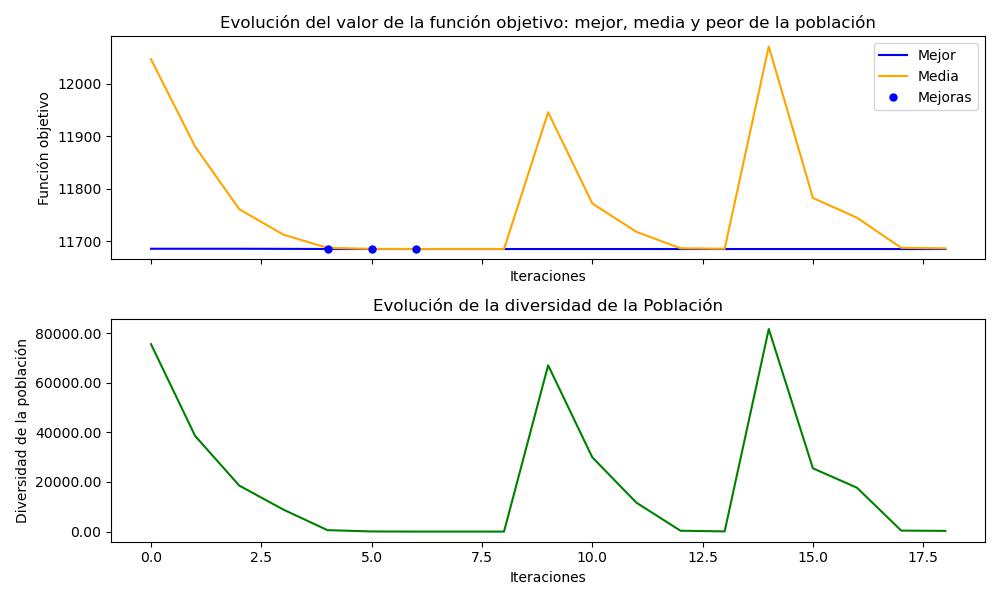 Evolución del valor de la función objetivo: mejor, media y peor de la población
Función objetivo
12000
11900
11800
11700
Mejor
Media
Mejoras
Iteraciones
Evolución de la diversidad de la Población
Diversidad de la población
80000.00
60000.00
40000.00
20000.00
0.00
0.0 2.5 5.0 7.5 10.0 12.5 15.0 17.5
Iteraciones